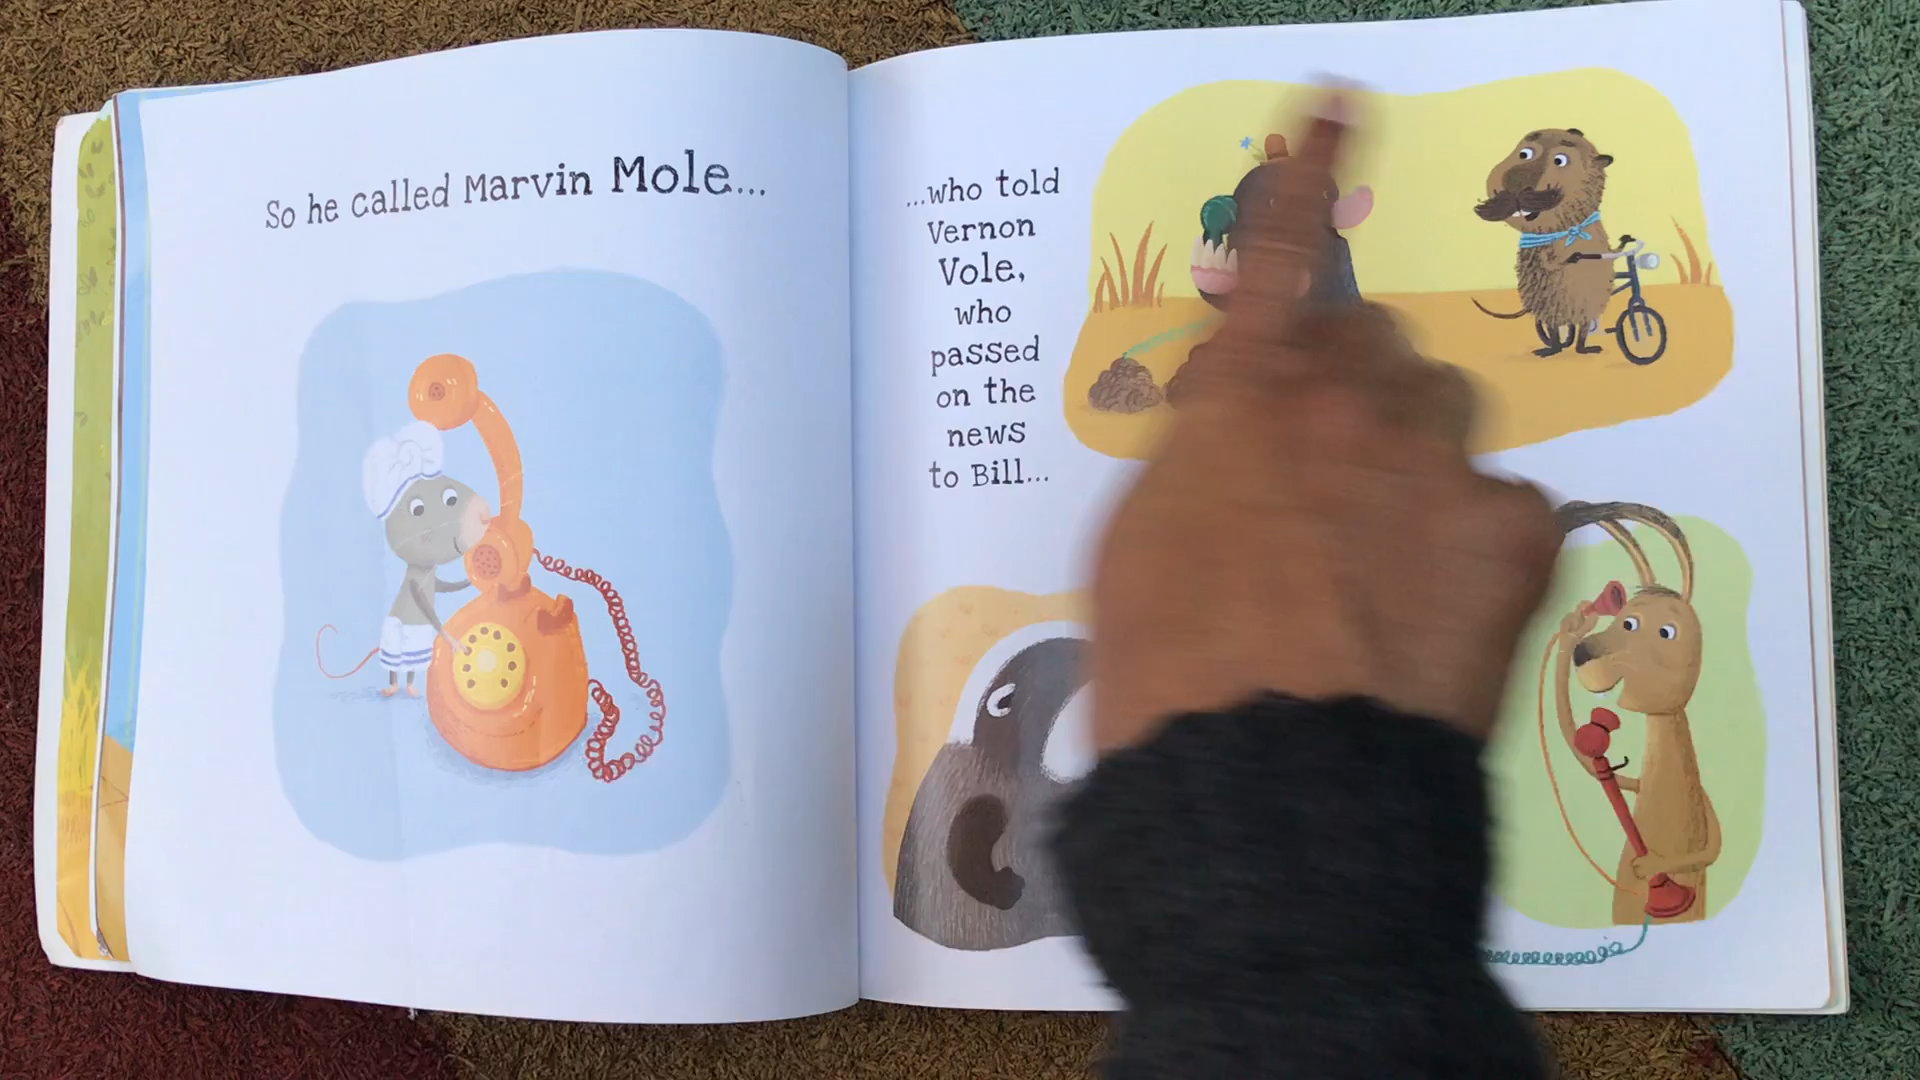 So he called Marvin Mole...
...who told
Vernon
Vole,
who
passed
on the
news
to Bill...